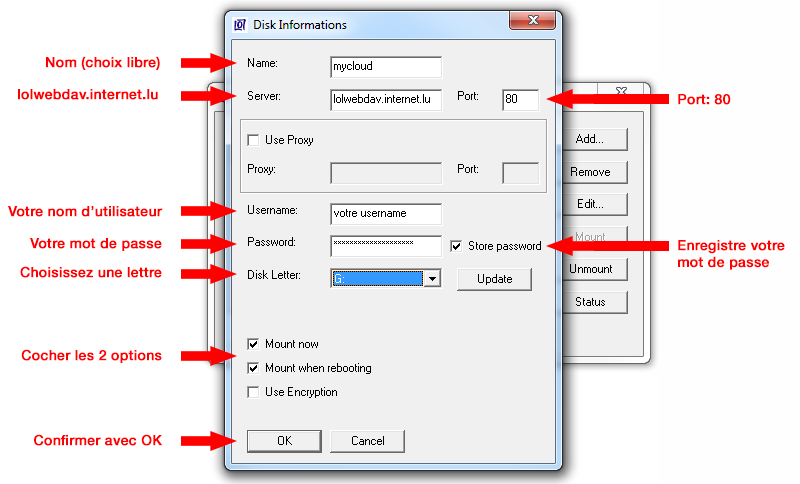 Disk Informations
Nom (choix libre)
Name:
mycloud
lolwebdav.internet.lu
Server:
lolwebdav.internet.lu
Port:
80
Port: 80
Use Proxy
Proxy:
Port:
Add...
Remove
Edit...
Mount
Unmount
Status
Votre nom d'utilisateur
Username:
votre username
Votre mot de passe
Password:
xxxxxxxxxxxxxxxxxxxx
Store password
Enregistre votre
mot de passe
Choisissez une lettre
Disk Letter:
G:
Update
Cocher les 2 options
Mount now
Mount when rebooting
Use Encryption
Confirmer avec OK
OK
Cancel